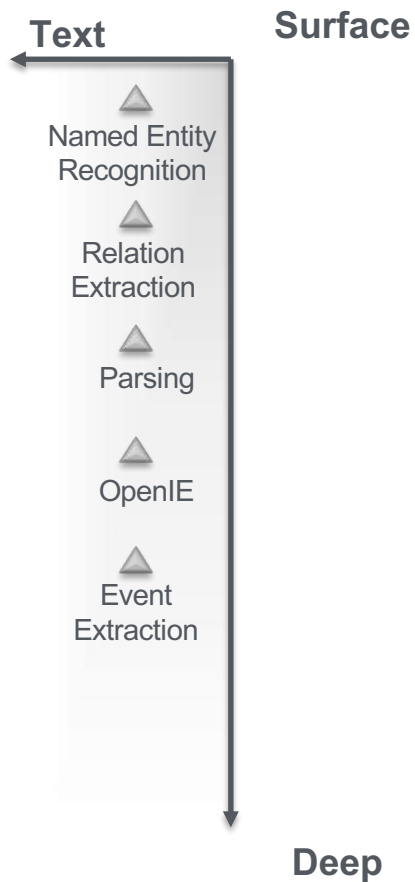 Text
Surface
Named Entity
Recognition
Relation
Extraction
Parsing
OpenIE
Event
Extraction
Deep